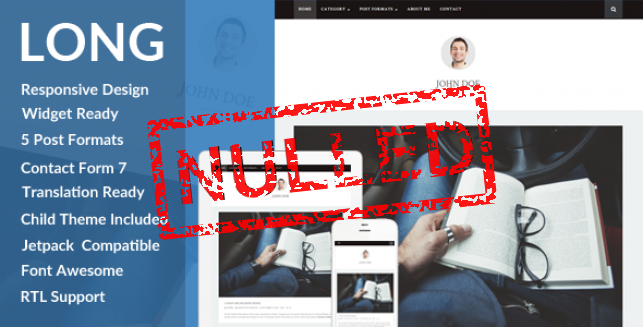 LONG
Responsive Design
Widget Ready
5 Post Formats
Contact Form 7
Translation Ready
Child Theme Included
Jetpack Compatible
Font Awesome
RTL Support
HOME CATEGORY POST FORMATS ABOUT ME CONTACT
JOHN DOE
JOHN DOE
NULLED